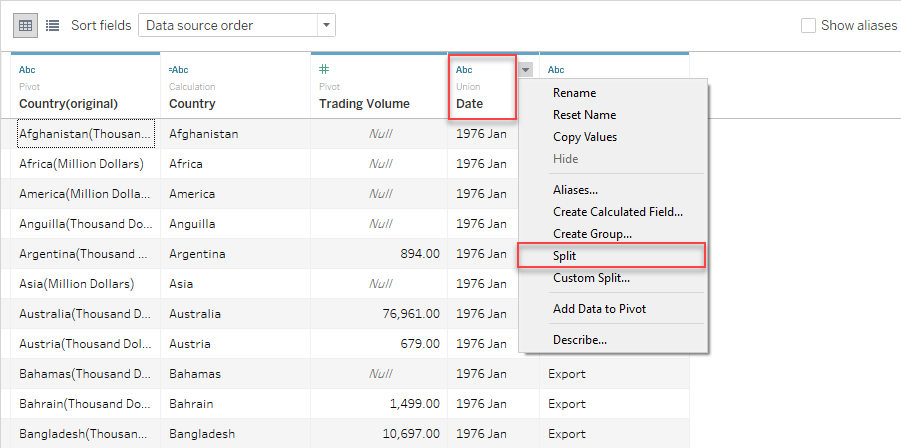 Sort fields Data source order Show aliases
Abc =Abc # Abc Abc
Pivot Calculation Pivot Union
Country(original) Country Trading Volume Date
Afghanistan(Thousan... Afghanistan Null 1976 Jan
Africa(Million Dollars) Africa Null 1976 Jan
America(Million Dolla... America Null 1976 Jan
Anguilla(Thousand Do... Anguilla Null 1976 Jan
Argentina(Thousand ... Argentina 894.00 1976 Jan
Asia(Million Dollars) Asia Null 1976 Jan
Australia(Thousand D... Australia 76,961.00 1976 Jan
Austria(Thousand Dol... Austria 679.00 1976 Jan
Bahamas(Thousand D... Bahamas Null 1976 Jan Export
Bahrain(Thousand Do... Bahrain 1,499.00 1976 Jan Export
Bangladesh(Thousan... Bangladesh 10,697.00 1976 Jan Export
Rename
Reset Name
Copy Values
Hide
Aliases...
Create Calculated Field...
Create Group...
Split
Custom Split...
Add Data to Pivot
Describe...